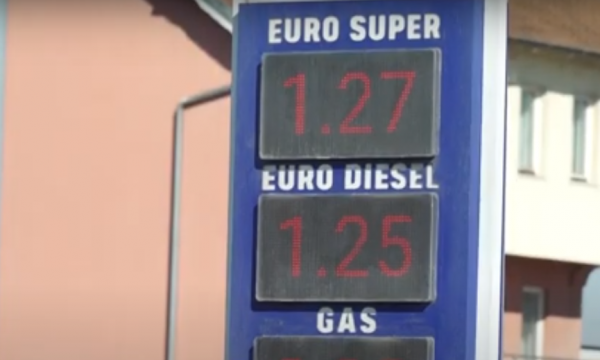 EURO SUPER
1.27
EURO DIESEL
1.25
GAS